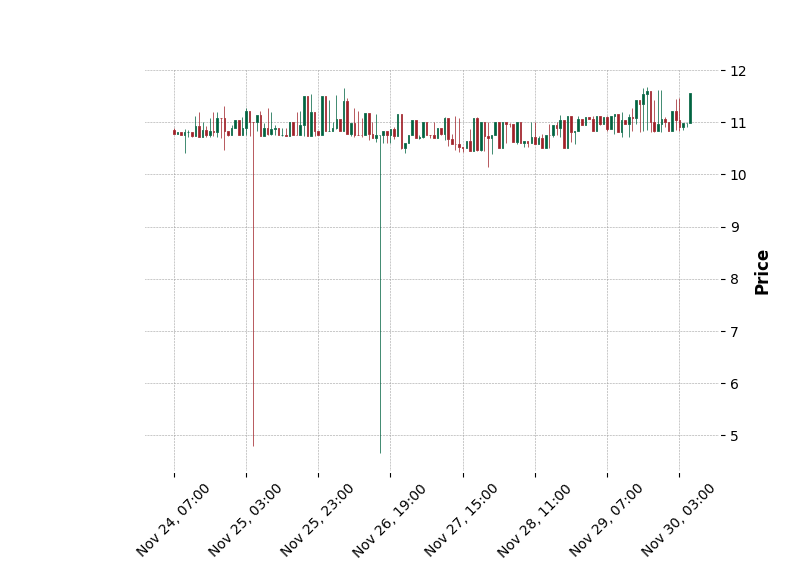 12
11
10
9
8
7
6
5
Price
Nov 24, 07:00
Nov 25, 03:00
Nov 25, 23:00
Nov 26, 19:00
Nov 27, 15:00
Nov 28, 11:00
Nov 29, 07:00
Nov 30, 03:00